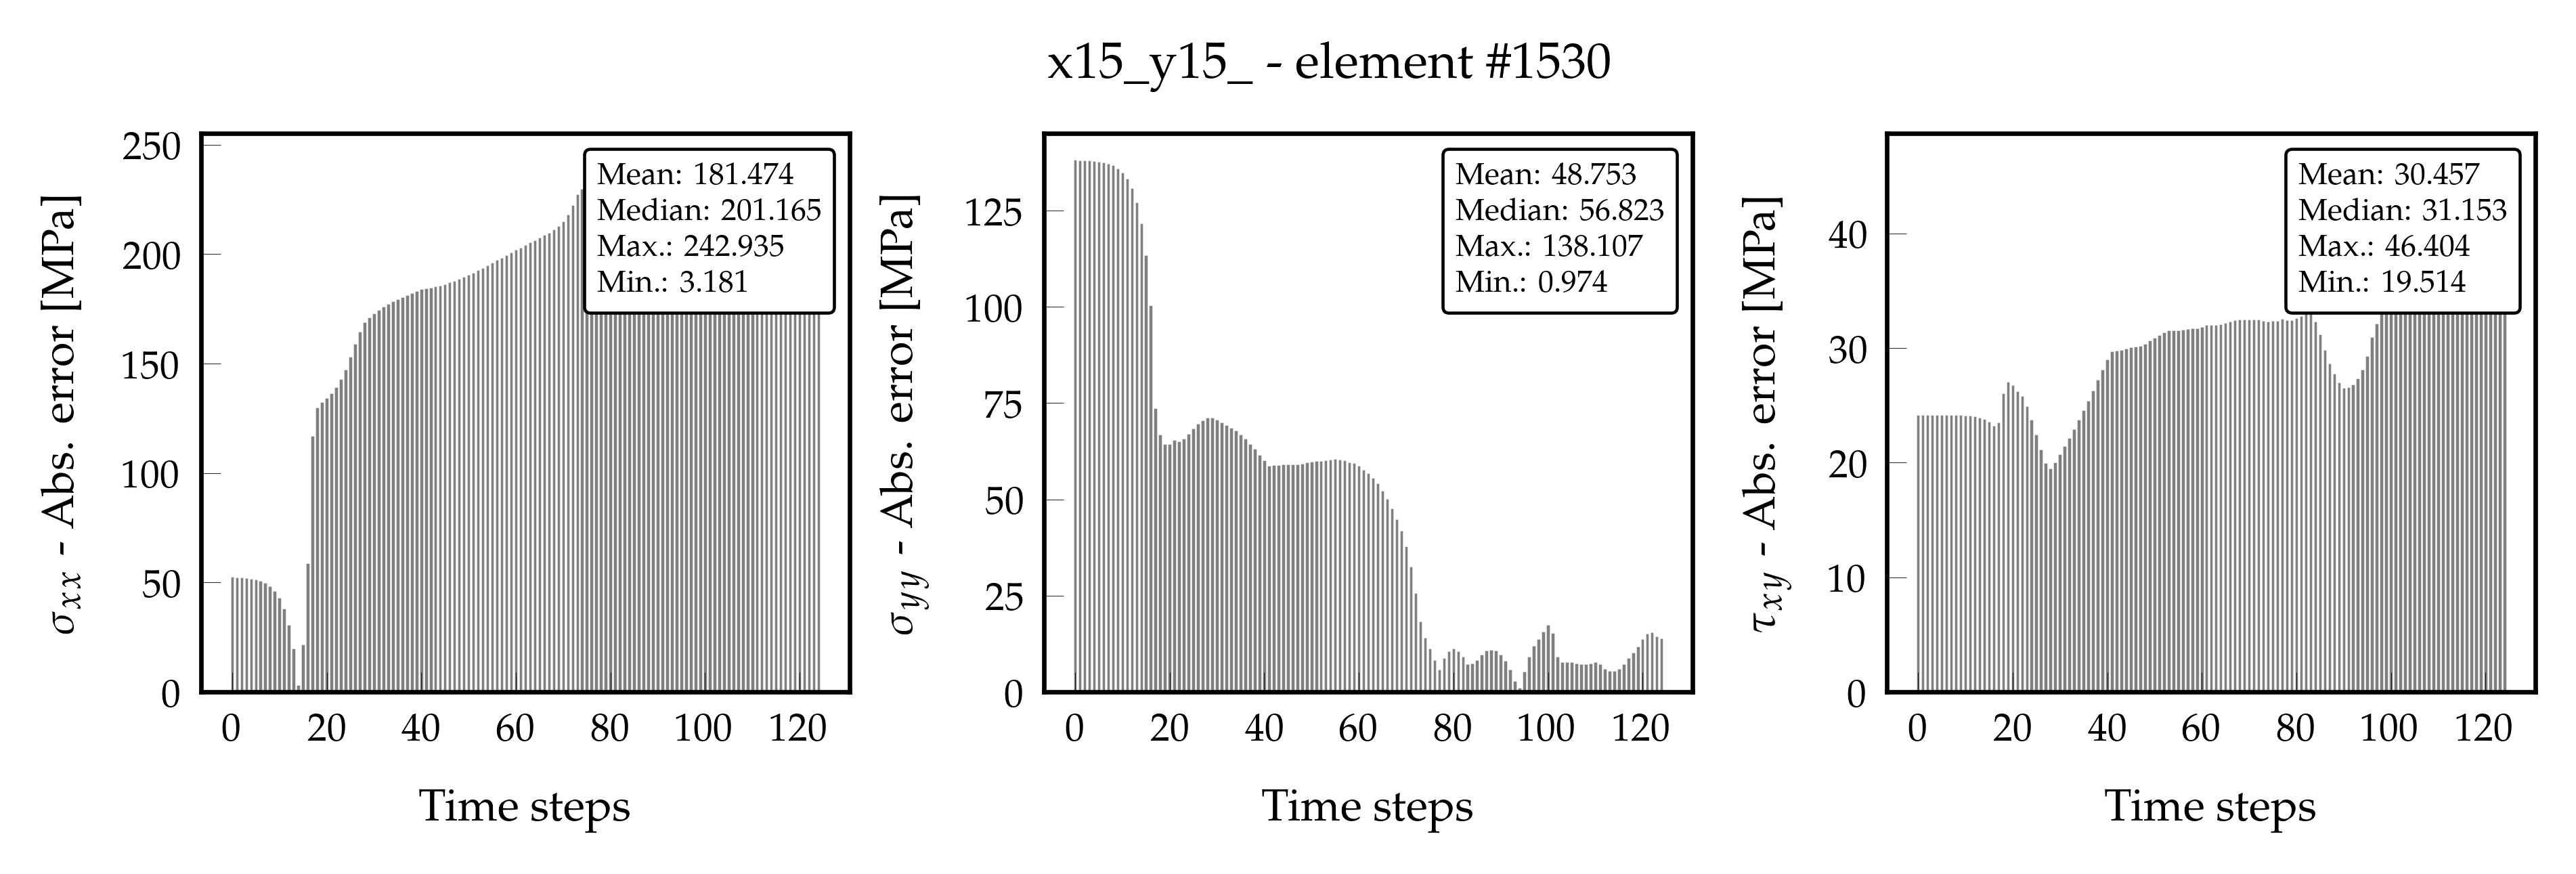 x15_y15_ - element #1530
σxx - Abs. error [MPa]
250
200
150
100
50
0
Mean: 181.474
Median: 201.165
Max.: 242.935
Min.: 3.181
0 20 40 60 80 100 120
Time steps
σyy - Abs. error [MPa]
125
100
75
50
25
0
Mean: 48.753
Median: 56.823
Max.: 138.107
Min.: 0.974
0 20 40 60 80 100 120
Time steps
τxy - Abs. error [MPa]
40
30
20
10
0
Mean: 30.457
Median: 31.153
Max.: 46.404
Min.: 19.514
0 20 40 60 80 100 120
Time steps